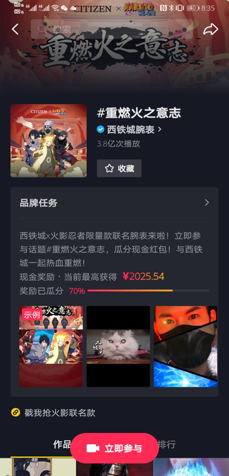 CITIZEN ×
8:35
重燃火之意志
#重燃火之意志
西铁城腕表 >
3.8亿次播放
收藏
品牌任务
西铁城x火影忍者限量款联名腕表来啦！立即参
与话题#重燃火之意志，瓜分现金红包！与西铁
城一起热血重燃！
现金奖励 · 当前最高获得 ¥2025.54
奖励已瓜分 70%
示例
戳我抢火影联名款
作品
立即参与
排行